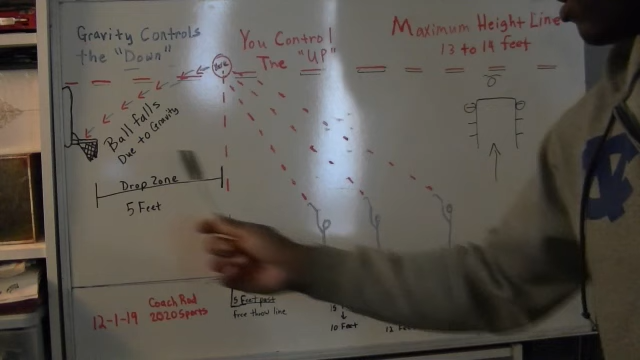 Gravity Controls
the "Down"
You Control
The "UP"
Maximum Height Line
13 to 14 feet
Ball falls
Due to Gravity
Drop Zone
5 Feet
12-1-19
Coach Rod
2020 Sports
5 Feet past
free throw line
10 Feet
12